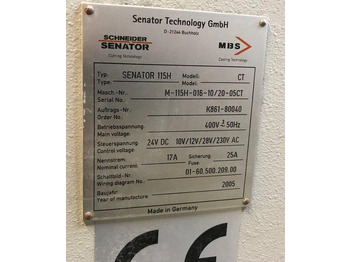 Senator Technology GmbH
D-21244 Buchholz
SCHNEIDER
SENATOR
Cutting Technology
MBS
Cutting Technology
Typ: SENATOR 115H Modell: CT
Type: Model:
Masch.-Nr. M-115H-016-10/20-05CT
Serial No.
Auftrags-Nr. K861-80040
Order No.:
Betriebsspannung: 400V 50Hz
Main voltage:
Steuerspannung: 24V DC 10V/12V/28V/230V AC
Control voltage:
Nennstrom: 17A Sicherung: 25A
Nominal current: Fuse:
Schaltbild-Nr. 01-60.500.209.00
Wiring diagram No.:
Baujahr: 2005
Year of manufacture:
Made in Germany
CE